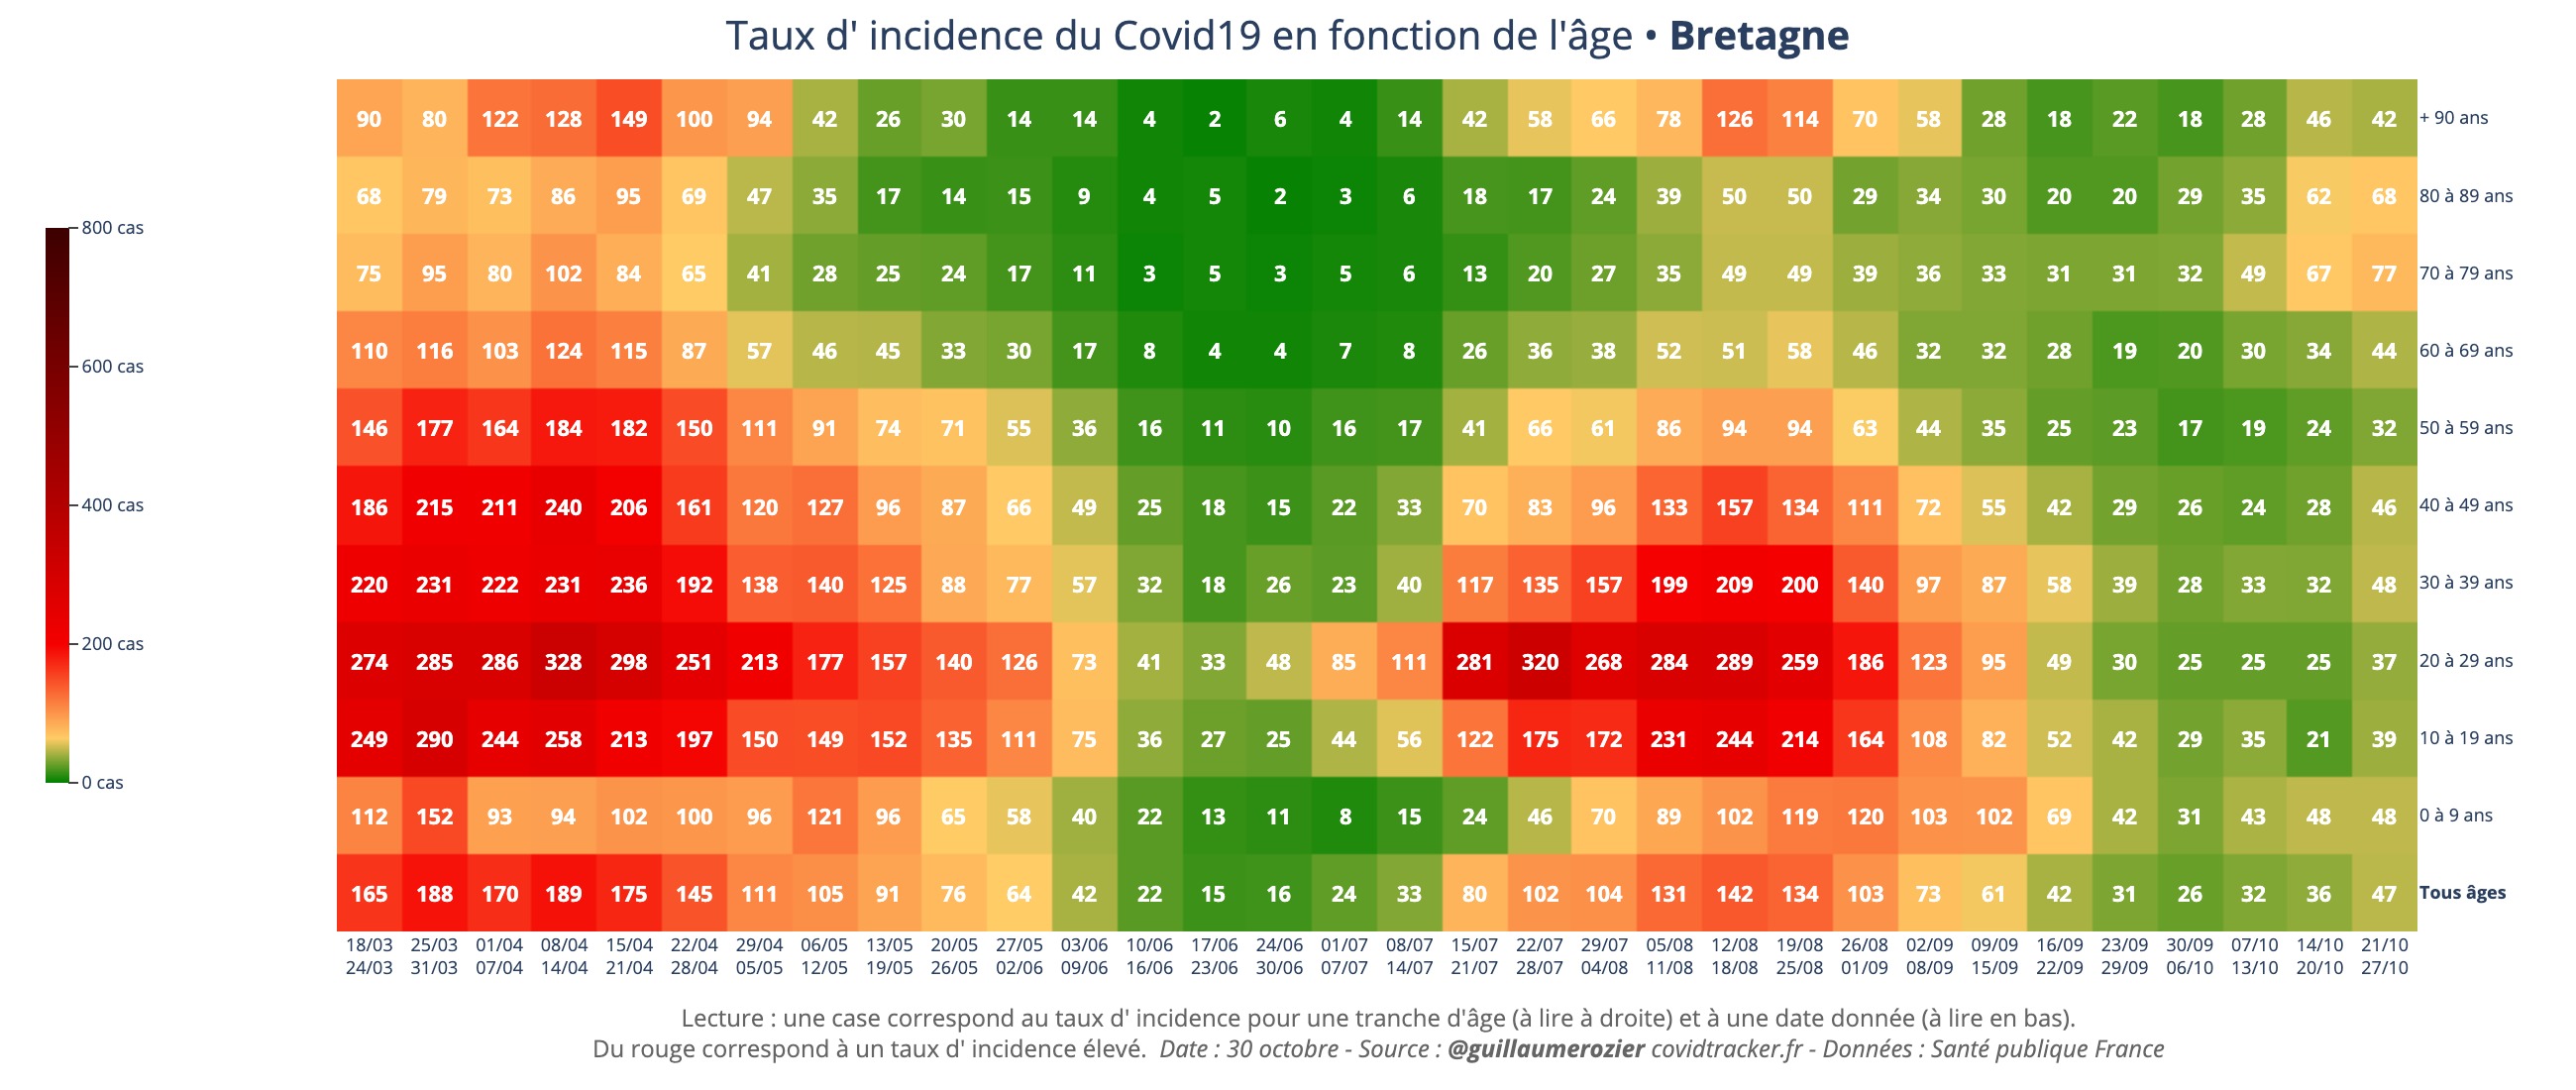 Taux d' incidence du Covid19 en fonction de l'âge • Bretagne
800 cas
600 cas
400 cas
200 cas
0 cas
90 80 122 128 149 100 94 42 26 30 14 14 4 2 6 4 14 42 58 66 78 126 114 70 58 28 18 22 18 28 46 42 + 90 ans
68 79 73 86 95 69 47 35 17 14 15 9 4 5 2 3 6 18 17 24 39 50 50 29 34 30 20 20 29 35 62 68 80 à 89 ans
75 95 80 102 84 65 41 28 25 24 17 11 3 5 3 5 6 13 20 27 35 49 49 39 36 33 31 31 32 49 67 77 70 à 79 ans
110 116 103 124 115 87 57 46 45 33 30 17 8 4 4 7 8 26 36 38 52 51 58 46 32 32 28 19 20 30 34 44 60 à 69 ans
146 177 164 184 182 150 111 91 74 71 55 36 16 11 10 16 17 41 66 61 86 94 94 63 44 35 25 23 17 19 24 32 50 à 59 ans
186 215 211 240 206 161 120 127 96 87 66 49 25 18 15 22 33 70 83 96 133 157 134 111 72 55 42 29 26 24 28 46 40 à 49 ans
220 231 222 231 236 192 138 140 125 88 77 57 32 18 26 23 40 117 135 157 199 209 200 140 97 87 58 39 28 33 32 48 30 à 39 ans
274 285 286 328 298 251 213 177 157 140 126 73 41 33 48 85 111 281 320 268 284 289 259 186 123 95 49 30 25 25 25 37 20 à 29 ans
249 290 244 258 213 197 150 149 152 135 111 75 36 27 25 44 56 122 175 172 231 244 214 164 108 82 52 42 29 35 21 39 10 à 19 ans
112 152 93 94 102 100 96 121 96 65 58 40 22 13 11 8 15 24 46 70 89 102 119 120 103 102 69 42 31 43 48 48 0 à 9 ans
165 188 170 189 175 145 111 105 91 76 64 42 22 15 16 24 33 80 102 104 131 142 134 103 73 61 42 31 26 32 36 47 Tous âges
18/03 25/03 01/04 08/04 15/04 22/04 29/04 06/05 13/05 20/05 27/05 03/06 10/06 17/06 24/06 01/07 08/07 15/07 22/07 29/07 05/08 12/08 19/08 26/08 02/09 09/09 16/09 23/09 30/09 07/10 14/10 21/10
24/03 31/03 07/04 14/04 21/04 28/04 05/05 12/05 19/05 26/05 02/06 09/06 16/06 23/06 30/06 07/07 14/07 21/07 28/07 04/08 11/08 18/08 25/08 01/09 08/09 15/09 22/09 29/09 06/10 13/10 20/10 27/10
Lecture : une case correspond au taux d' incidence pour une tranche d'âge (à lire à droite) et à une date donnée (à lire en bas).
Du rouge correspond à un taux d' incidence élevé. Date : 30 octobre - Source : @guillaumerozier covidtracker.fr - Données : Santé publique France